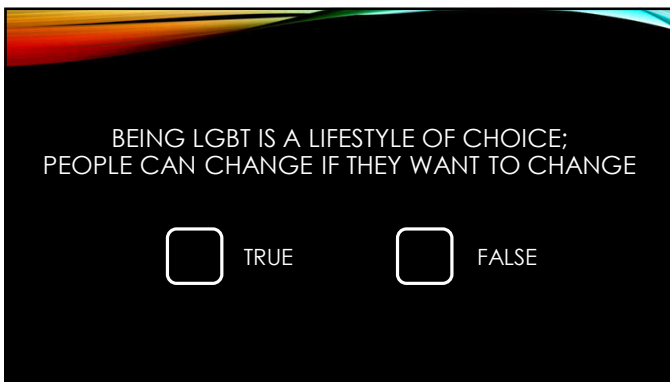 BEING LGBT IS A LIFESTYLE OF CHOICE;
PEOPLE CAN CHANGE IF THEY WANT TO CHANGE
TRUE
FALSE